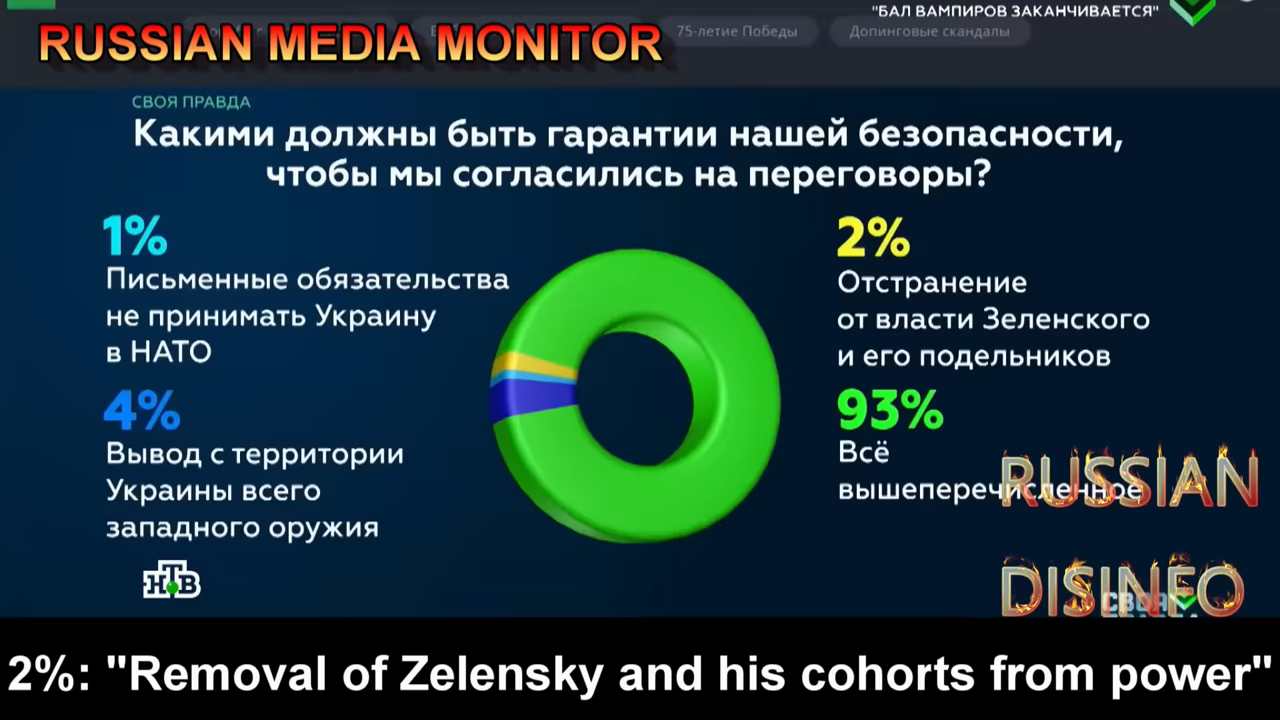 "БАЛ ВАМПИРОВ ЗАКАНЧИВАЕТСЯ"
RUSSIAN MEDIA MONITOR
75-летие Победы
Допинговые скандалы
СВОЯ ПРАВДА
Какими должны быть гарантии нашей безопасности,
чтобы мы согласились на переговоры?
1%
Письменные обязательства
не принимать Украину
в НАТО
4%
Вывод с территории
Украины всего
западного оружия
2%
Отстранение
от власти Зеленского
и его подельников
93%
Всё
вышеперечисленное
НТВ
RUSSIAN
DISINFO
СВОЯ
2%: "Removal of Zelensky and his cohorts from power"